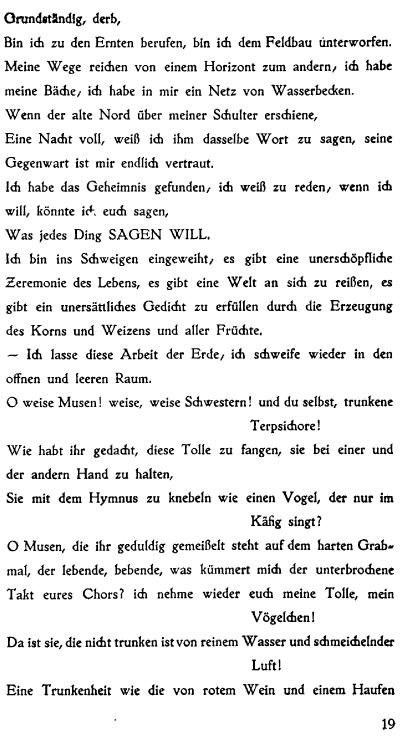 Grundständig, derb,
Bin ich zu den Ernten berufen, bin ich dem Feldbau unterworfen.
Meine Wege reichen von einem Horizont zum andern, ich habe
meine Bäche, ich habe in mir ein Netz von Wasserbecken.
Wenn der alte Nord über meiner Schulter erschiene,
Eine Nacht voll, weiß ich ihm dasselbe Wort zu sagen, seine
Gegenwart ist mir endlich vertraut.
Ich habe das Geheimnis gefunden, ich weiß zu reden, wenn ich
will, könnte ich euch sagen,
Was jedes Ding SAGEN WILL.
Ich bin ins Schweigen eingeweiht, es gibt eine unerschöpfliche
Zeremonie des Lebens, es gibt eine Welt an sich zu reißen, es
gibt ein unersättliches Gedicht zu erfüllen durch die Erzeugung
des Korns und Weizens und aller Früchte.
— Ich lasse diese Arbeit der Erde, ich schweife wieder in den
offnen und leeren Raum.
O weise Musen! weise, weise Schwestern! und du selbst, trunkene
Terpsichore!
Wie habt ihr gedacht, diese Tolle zu fangen, sie bei einer und
der andern Hand zu halten,
Sie mit dem Hymnus zu knebeln wie einen Vogel, der nur im
Käfig singt?
O Musen, die ihr geduldig gemeißelt steht auf dem harten Grab-
mal, der lebende, bebende, was kümmert mich der unterbrochene
Takt eures Chors? ich nehme wieder euch meine Tolle, mein
Vögelchen!
Da ist sie, die nicht trunken ist von reinem Wasser und schmeichelnder
Luft!
Eine Trunkenheit wie die von rotem Wein und einem Haufen
19